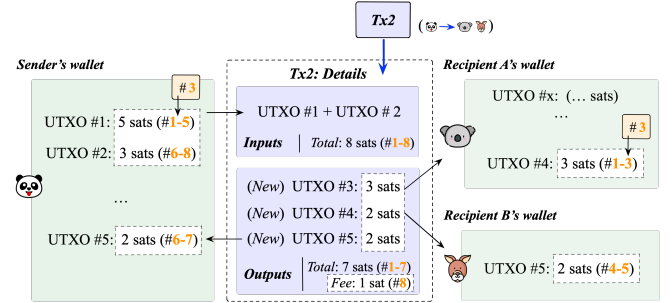 Tx2
( → )
Sender's wallet
# 3
UTXO #1: 5 sats (#1-5)
UTXO #2: 3 sats (#6-8)
...
UTXO #5: 2 sats (#6-7)
Tx2: Details
UTXO #1 + UTXO # 2
Inputs | Total: 8 sats (#1-8)
(New) UTXO #3: 3 sats
(New) UTXO #4: 2 sats
(New) UTXO #5: 2 sats
Outputs | Total: 7 sats (#1-7)
Fee: 1 sat (#8)
Recipient A's wallet
UTXO #x: (... sats)
...
#3
UTXO #4: 3 sats (#1-3)
Recipient B's wallet
UTXO #5: 2 sats (#4-5)